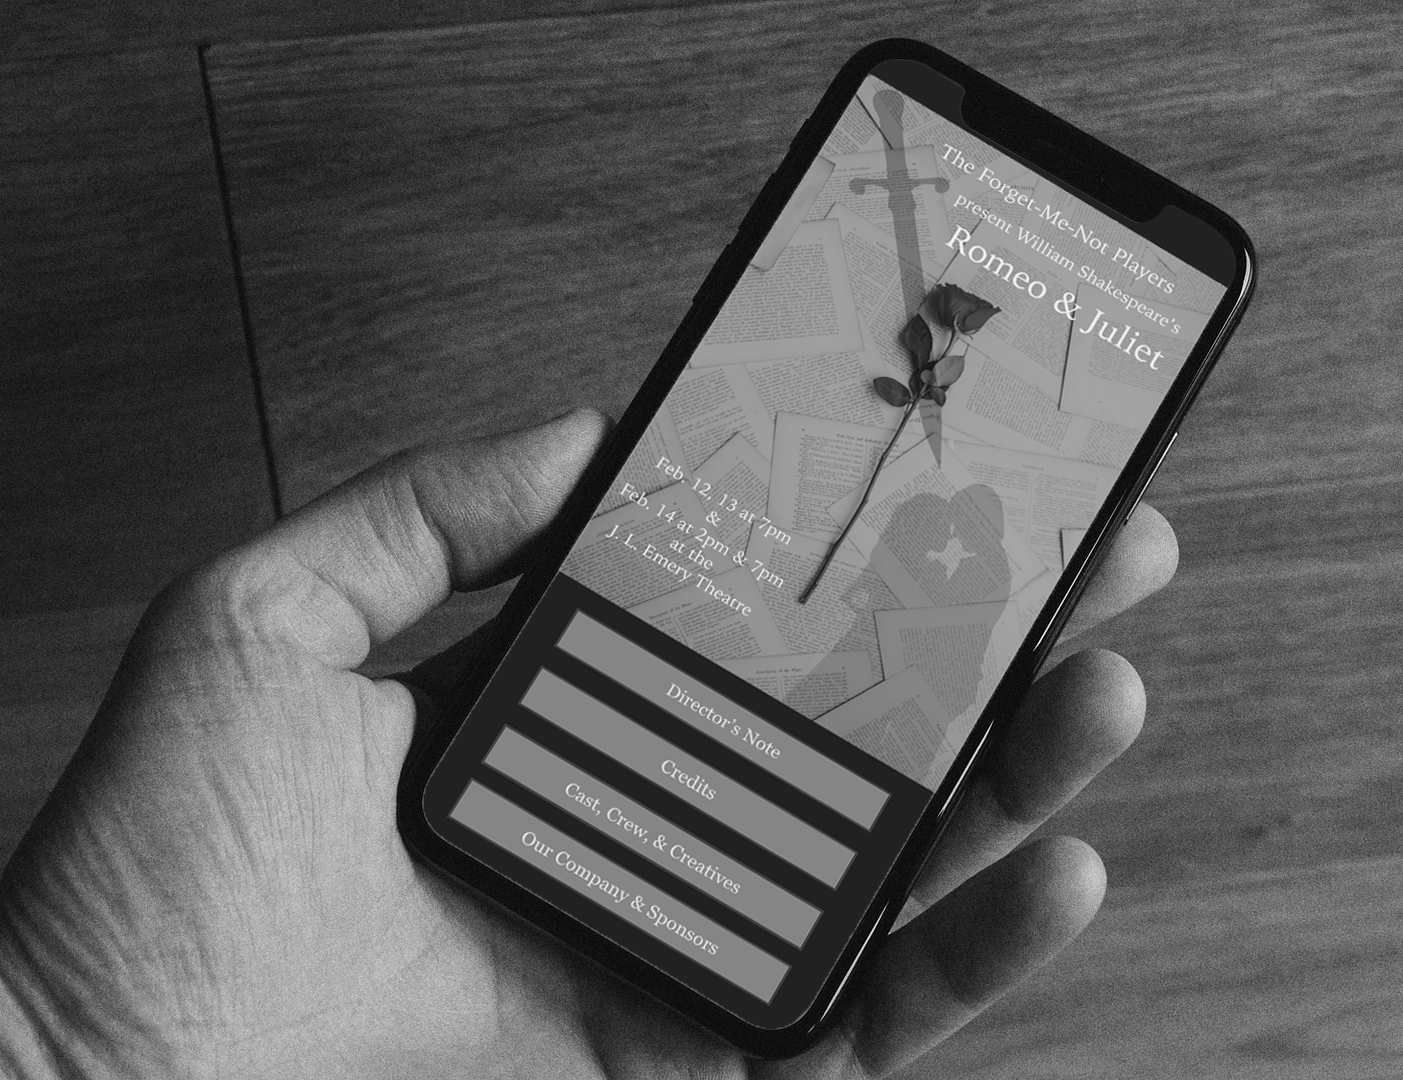 The Forget-Me-Not Players
present William Shakespeare's
Romeo & Juliet
Feb. 12, 13 at 7pm
&
Feb. 14 at 2pm & 7pm
at the
J. L. Emery Theatre
Director's Note
Credits
Cast, Crew, & Creatives
Our Company & Sponsors